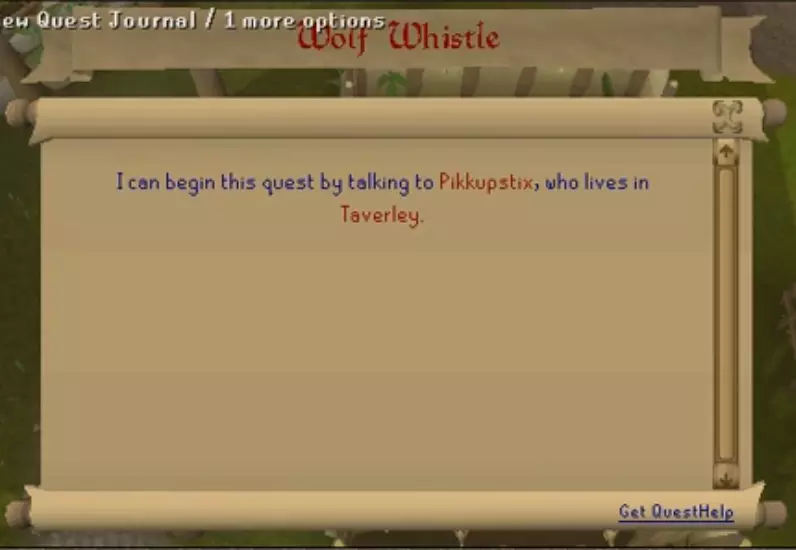 ew Quest Journal / 1 more options
Wolf Whistle
I can begin this quest by talking to Pikkupstix, who lives in
Taverley.
Get QuestHelp